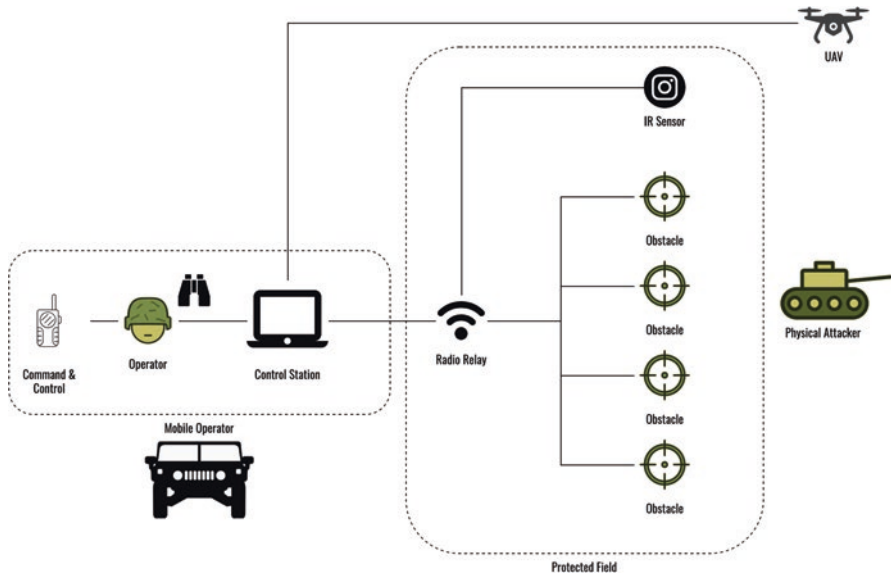 UAV
IR Sensor
Obstacle
Obstacle
Physical Attacker
Radio Relay
Operator
Control Station
Command &
Control
Obstacle
Mobile Operator
Obstacle
Protected Field